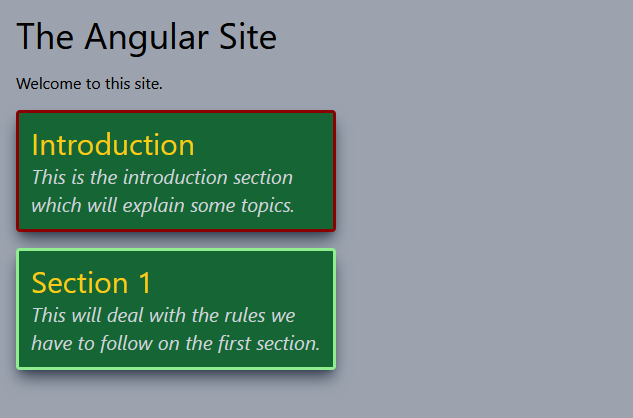 The Angular Site
Welcome to this site.
Introduction
This is the introduction section
which will explain some topics.
Section 1
This will deal with the rules we
have to follow on the first section.